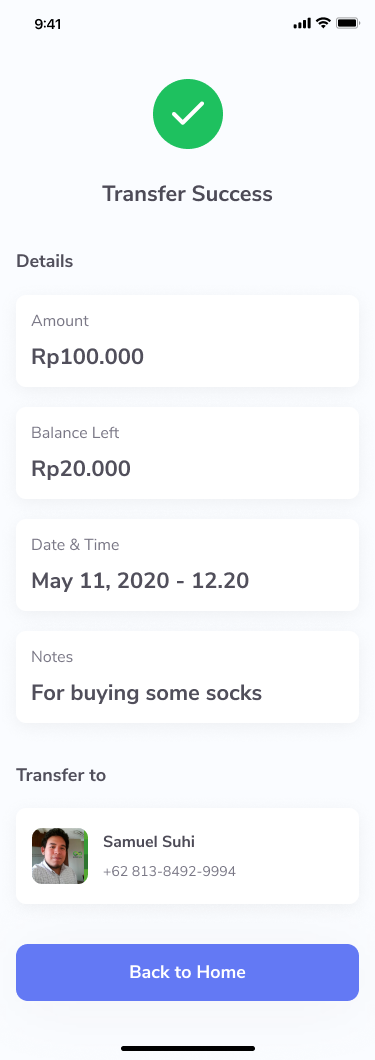 9:41
Transfer Success
Details
Amount
Rp100.000
Balance Left
Rp20.000
Date & Time
May 11, 2020 - 12.20
Notes
For buying some socks
Transfer to
Samuel Suhi
+62 813-8492-9994
Back to Home